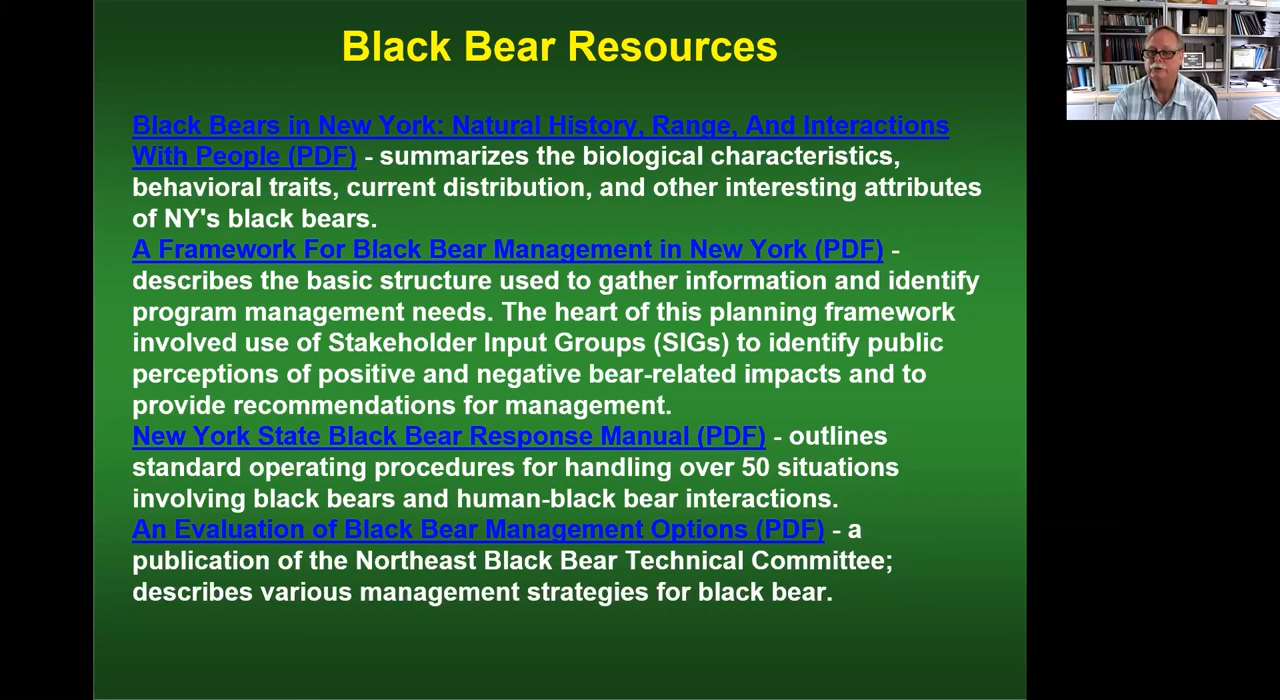 Black Bear Resources
Black Bears in New York: Natural History, Range, And Interactions
With People (PDF) - summarizes the biological characteristics,
behavioral traits, current distribution, and other interesting attributes
of NY's black bears.
A Framework For Black Bear Management in New York (PDF) -
describes the basic structure used to gather information and identify
program management needs. The heart of this planning framework
involved use of Stakeholder Input Groups (SIGs) to identify public
perceptions of positive and negative bear-related impacts and to
provide recommendations for management.
New York State Black Bear Response Manual (PDF) - outlines
standard operating procedures for handling over 50 situations
involving black bears and human-black bear interactions.
An Evaluation of Black Bear Management Options (PDF) - a
publication of the Northeast Black Bear Technical Committee;
describes various management strategies for black bear.